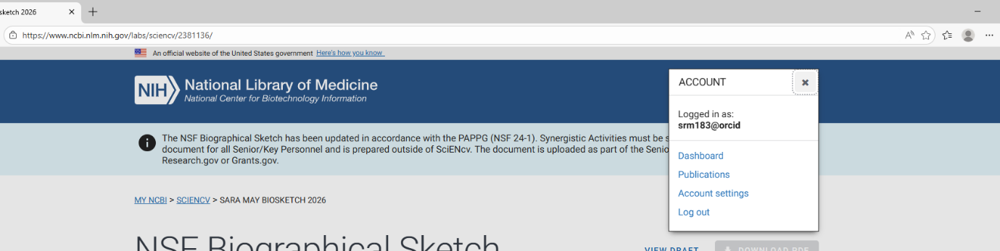 sketch 2026
https://www.ncbi.nlm.nih.gov/labs/sciencv/2381136/
An official website of the United States government Here's how you know
NIH National Library of Medicine
National Center for Biotechnology Information
ACCOUNT
Logged in as:
srm183@orcid
Dashboard
Publications
Account settings
Log out
The NSF Biographical Sketch has been updated in accordance with the PAPPG (NSF 24-1). Synergistic Activities must be s
document for all Senior/Key Personnel and is prepared outside of SciENcv. The document is uploaded as part of the Senio
Research.gov or Grants.gov.
MY NCBI > SCIENCV > SARA MAY BIOSKETCH 2026
NSF Biographical Sketch
VIEW DRAFT
DOWNLOAD PDF